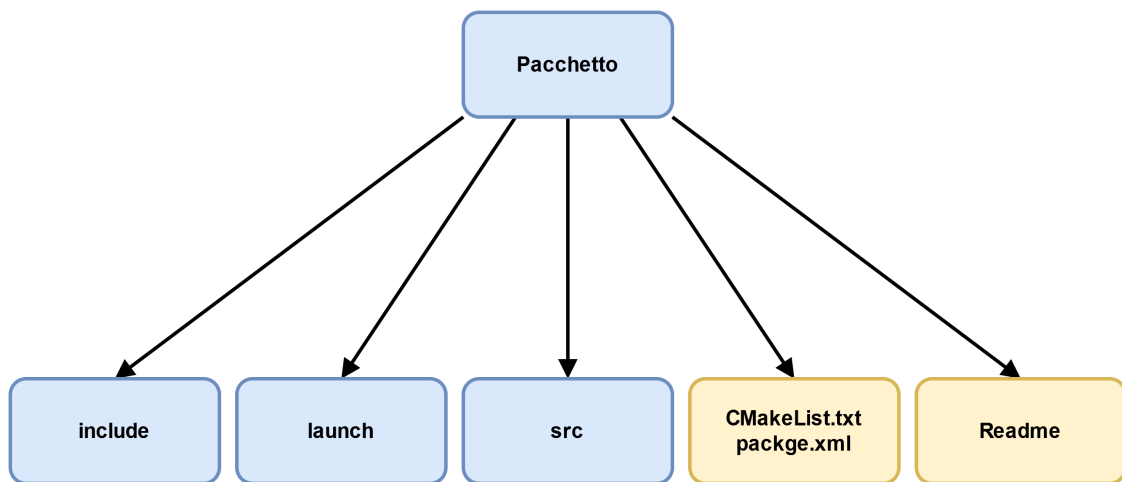 Pacchetto
include
launch
src
CMakeList.txt
packge.xml
Readme